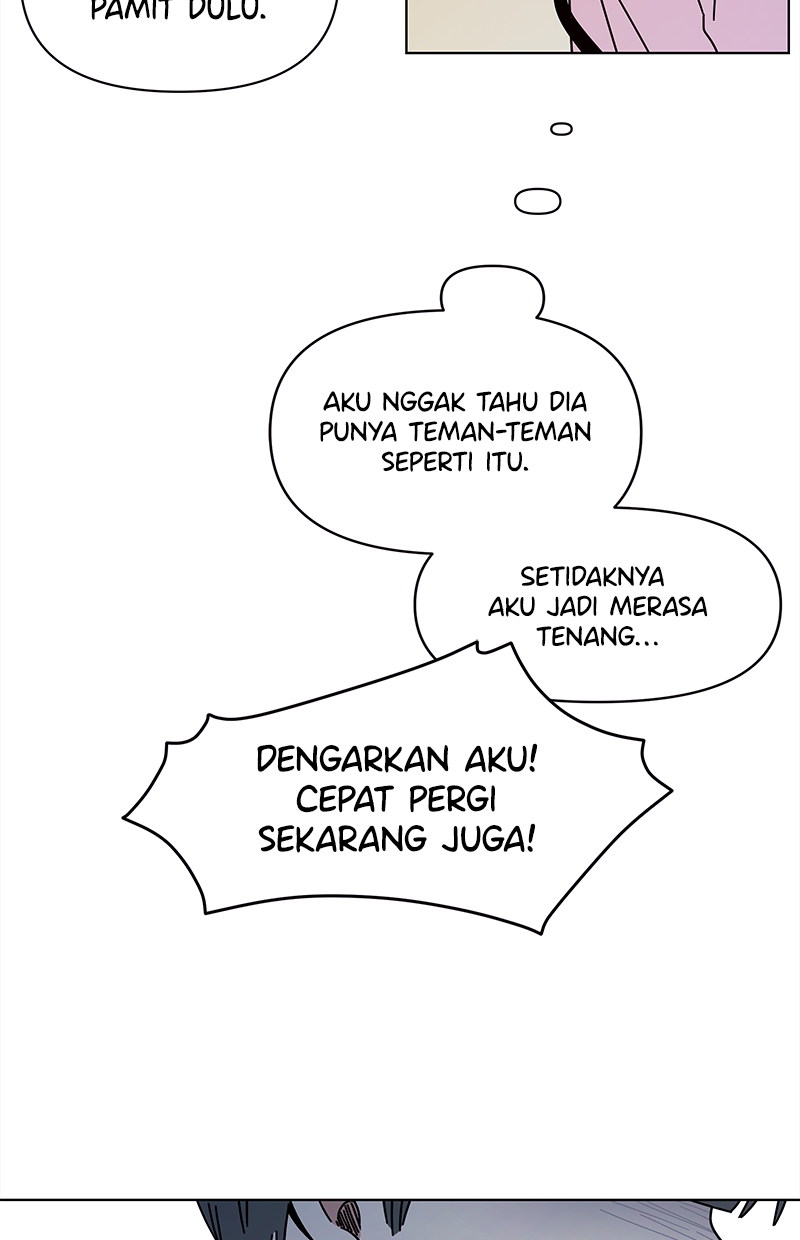 PAMIT DULU.
AKU NGGAK TAHU DIA
PUNYA TEMAN-TEMAN
SEPERTI ITU.
SETIDAKNYA
AKU JADI MERASA
TENANG...
DENGARKAN AKU!
CEPAT PERGI
SEKARANG JUGA!